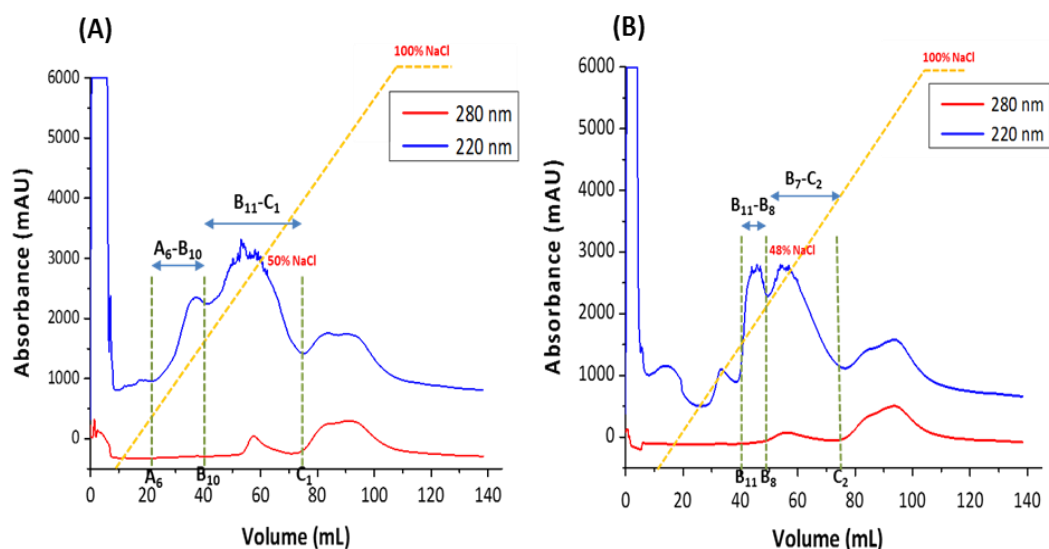 (A)
100% NaCl
6000
5000
4000
3000
2000
1000
0
Absorbance (mAU)
280 nm
220 nm
B₁₁-C₁
A₆-B₁₀
50% NaCl
A₆
B₁₀
C₁
0 20 40 60 80 100 120 140
Volume (mL)
(B)
100% NaCl
6000
5000
4000
3000
2000
1000
0
Absorbance (mAU)
280 nm
220 nm
B₇-C₂
B₁₁-B₈
48% NaCl
B₁₁
B₈
C₂
0 20 40 60 80 100 120 140
Volume (mL)